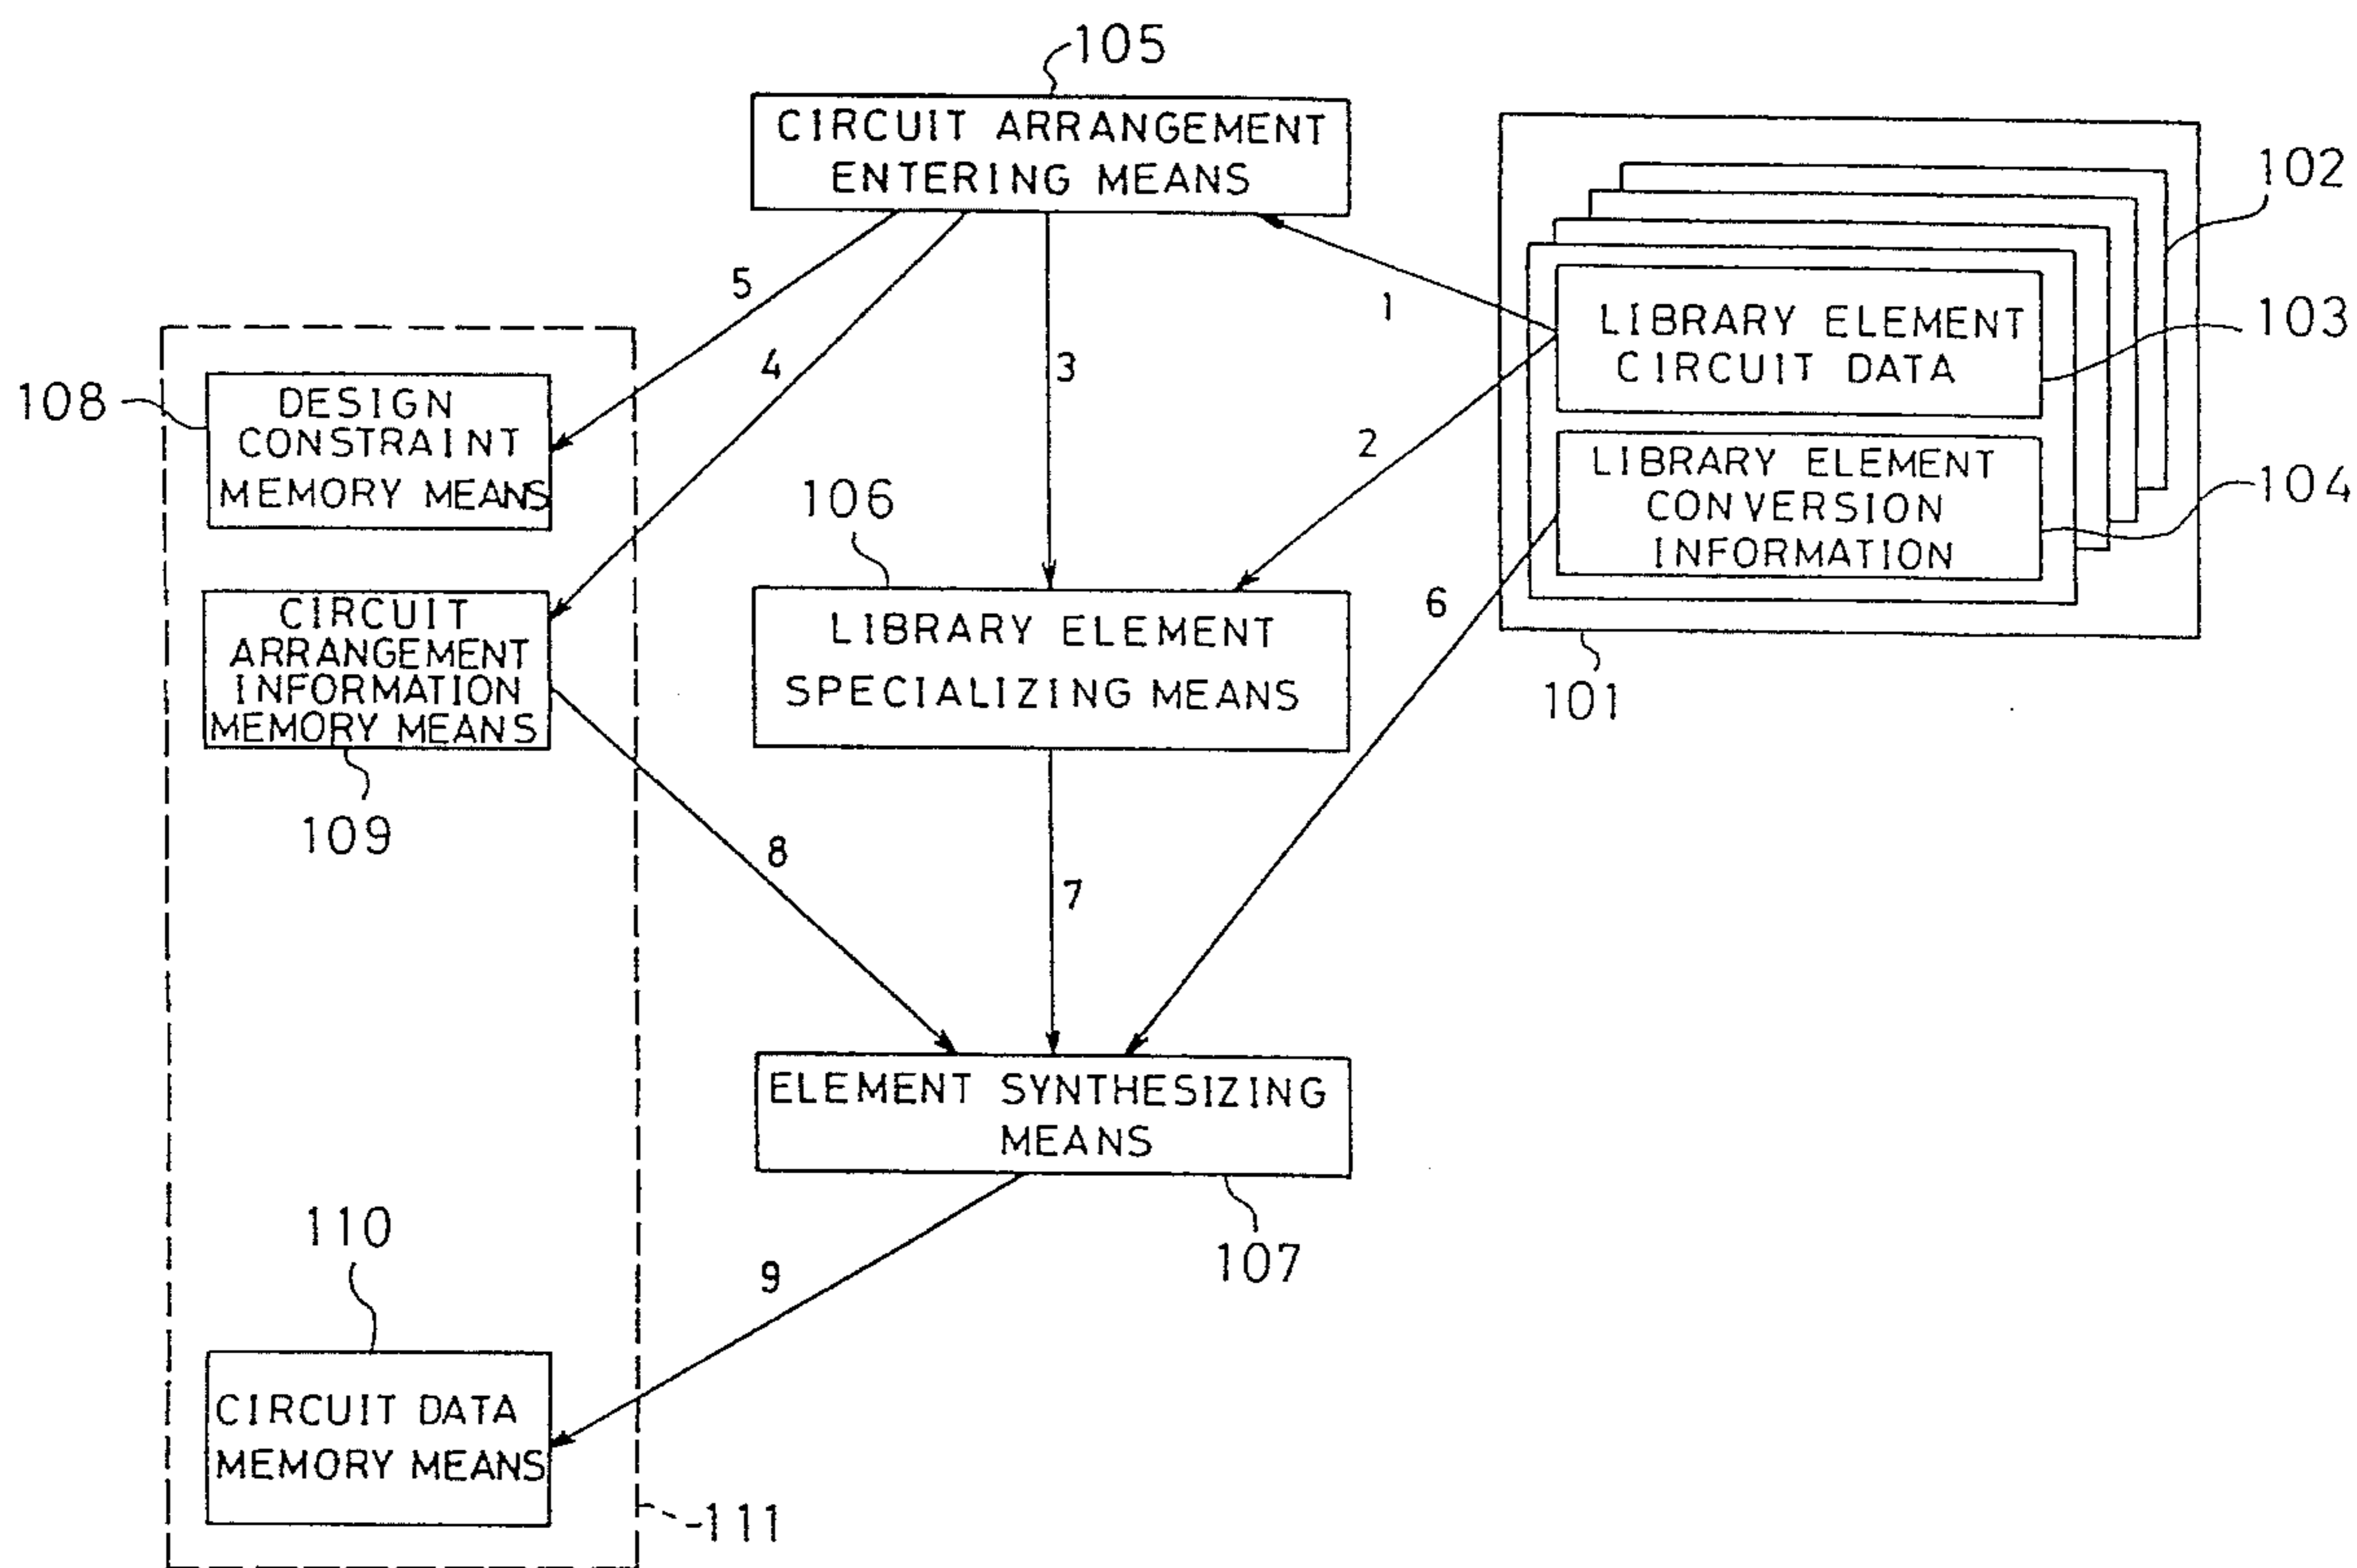 105
CIRCUIT ARRANGEMENT
ENTERING MEANS
102
LIBRARY ELEMENT
CIRCUIT DATA
103
LIBRARY ELEMENT
CONVERSION
INFORMATION
104
101
1
2
3
4
5
6
108
DESIGN
CONSTRAINT
MEMORY MEANS
CIRCUIT
ARRANGEMENT
INFORMATION
MEMORY MEANS
109
106
LIBRARY ELEMENT
SPECIALIZING MEANS
7
8
ELEMENT SYNTHESIZING
MEANS
107
9
110
CIRCUIT DATA
MEMORY MEANS
111